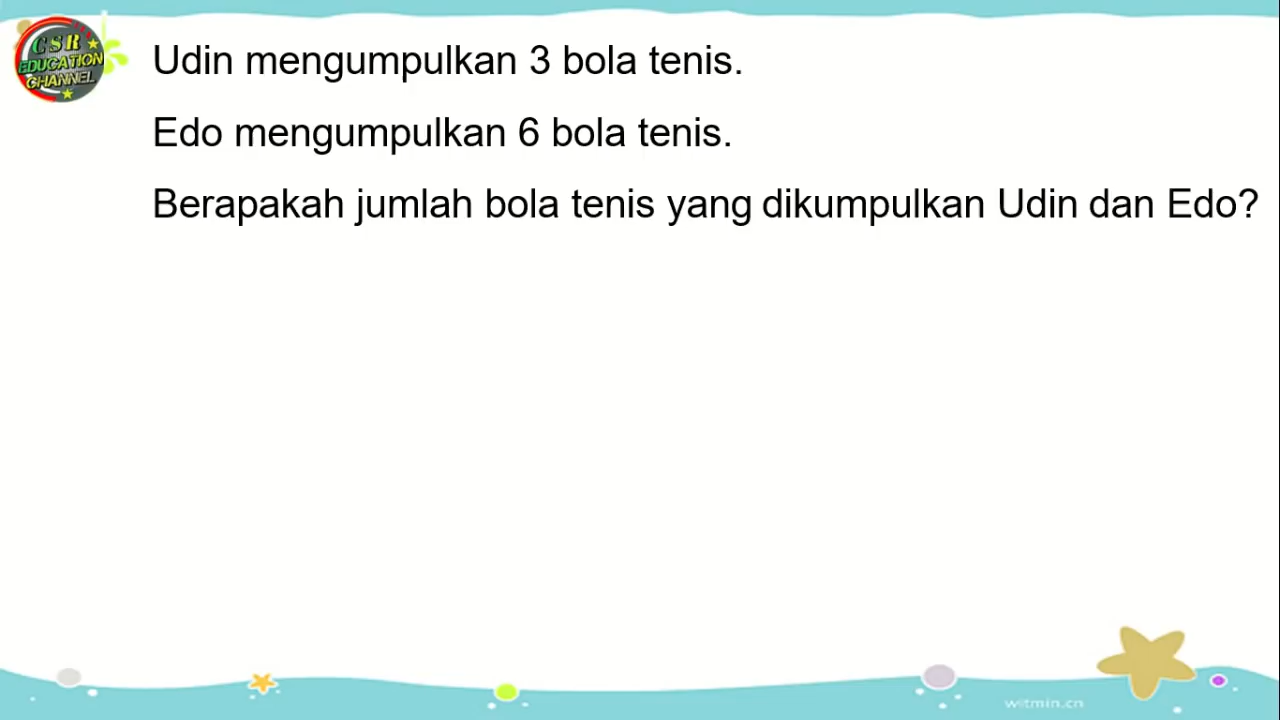 CSR
EDUCATION
CHANNEL
Udin mengumpulkan 3 bola tenis.
Edo mengumpulkan 6 bola tenis.
Berapakah jumlah bola tenis yang dikumpulkan Udin dan Edo?
witmin.cn